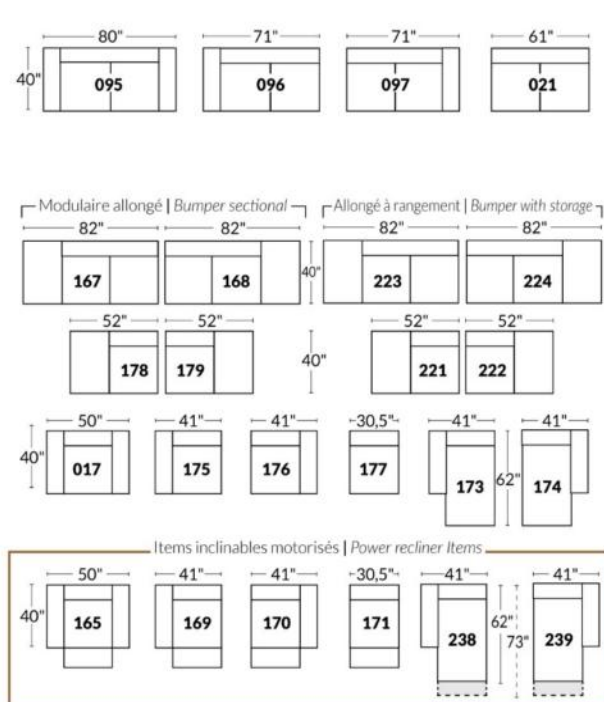 80" 71" 71" 61"
40" 095 096 097 021
Modulaire allongé | Bumper sectional Allongé à rangement | Bumper with storage
82" 82" 82" 82"
167 168 40" 223 224
52" 52" 52" 52"
178 179 40" 221 222
50" 41" 41" 30,5" 41" 41"
40" 017 175 176 177 173 62" 174
Items inclinables motorisés | Power recliner Items
50" 41" 41" 30,5" 41" 41"
40" 165 169 170 171 238 62" 73" 239